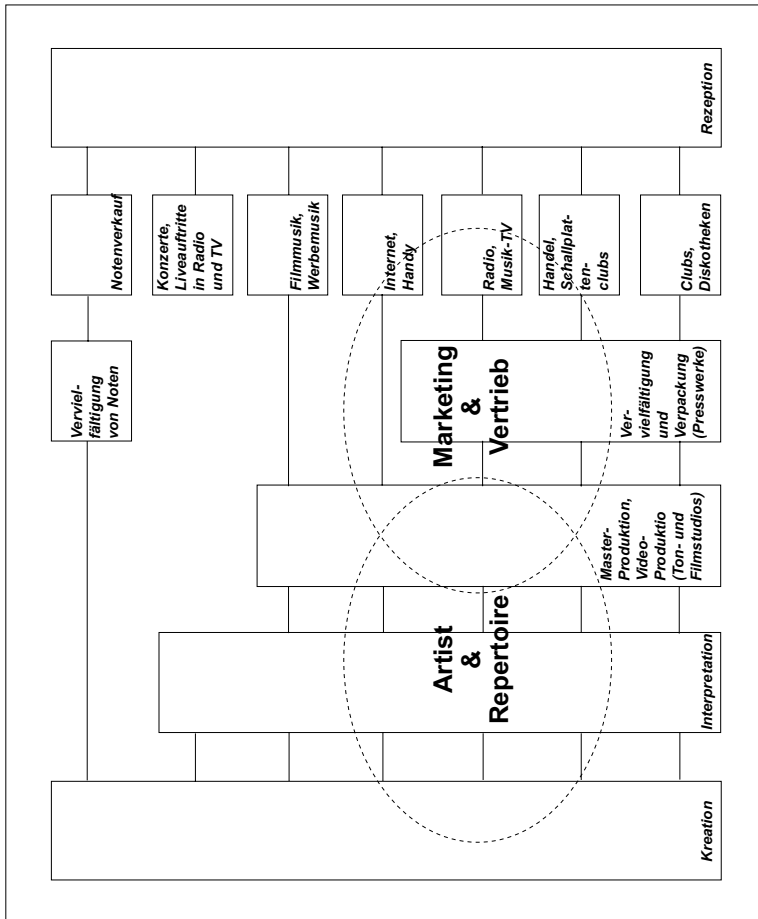 Rezeption
Notenverkauf
Konzerte,
Liveauftritte
in Radio
und TV
Filmmusik,
Werbemusik
Internet,
Handy
Radio,
Musik-TV
Handel,
Schallplat-
ten-
clubs
Clubs,
Diskotheken
Verviel-
fältigung
von Noten
Marketing
&
Vertrieb
Ver-
vielfältigung
und
Verpackung
(Presswerke)
Master-
Produktion,
Video-
Produktio
(Ton- und
Filmstudios)
Artist
&
Repertoire
Interpretation
Kreation